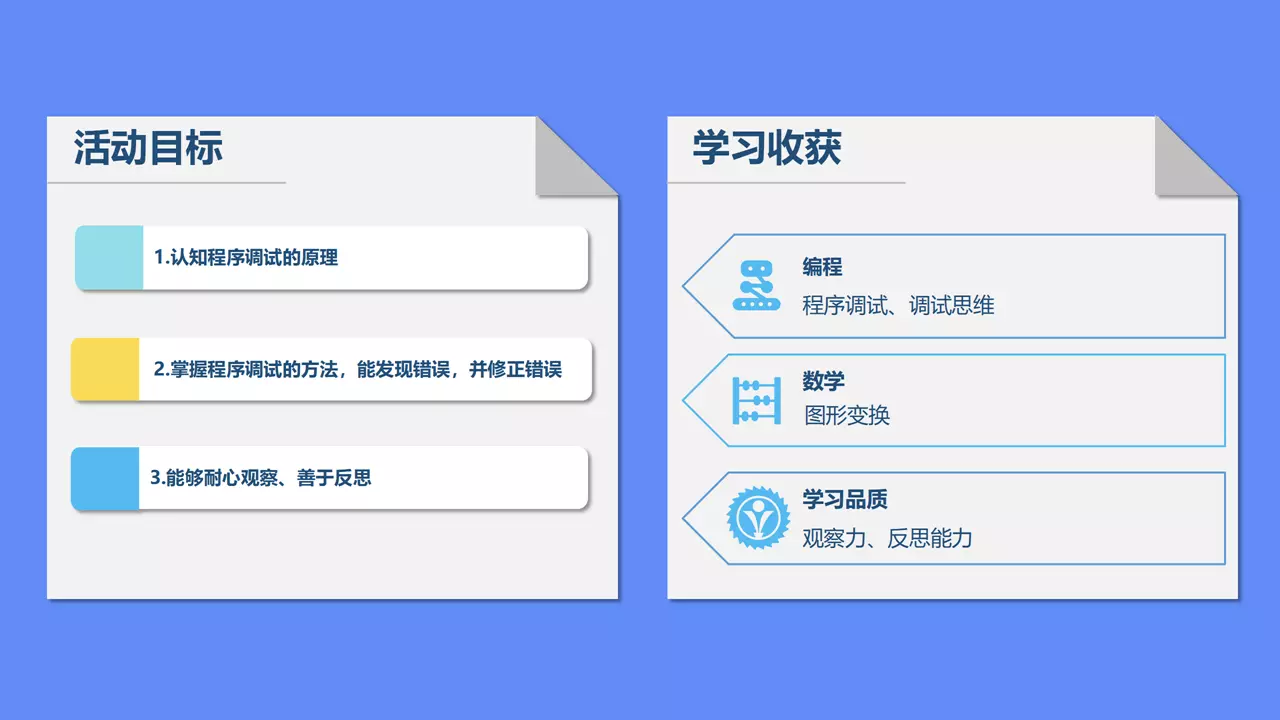 活动目标
1.认知程序调试的原理
2.掌握程序调试的方法，能发现错误，并修正错误
3.能够耐心观察、善于反思
学习收获
编程
程序调试、调试思维
数学
图形变换
学习品质
观察力、反思能力